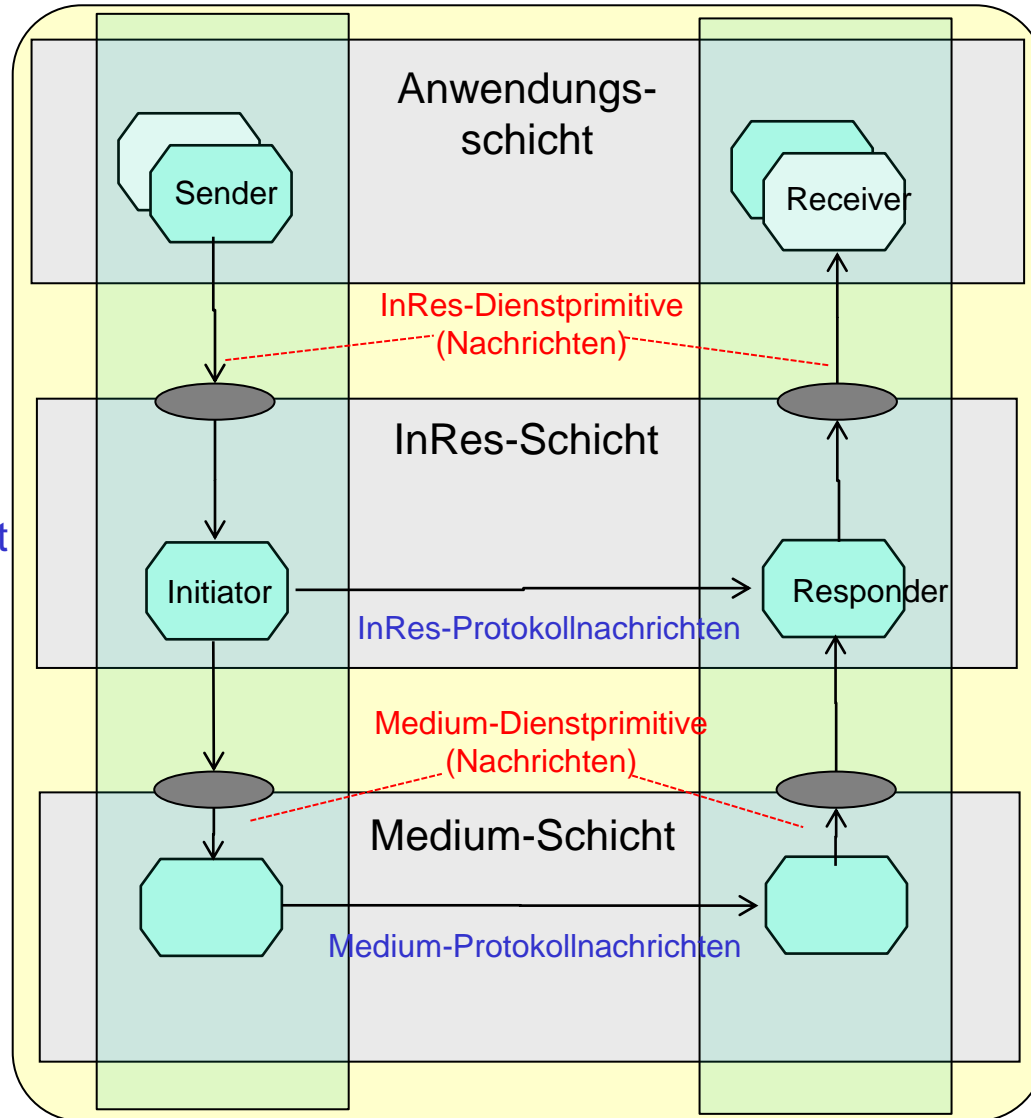 Anwendungs-
schicht
Sender
Receiver
InRes-Dienstprimitive
(Nachrichten)
InRes-Schicht
t
Initiator
Responder
InRes-Protokollnachrichten
Medium-Dienstprimitive
(Nachrichten)
Medium-Schicht
Medium-Protokollnachrichten